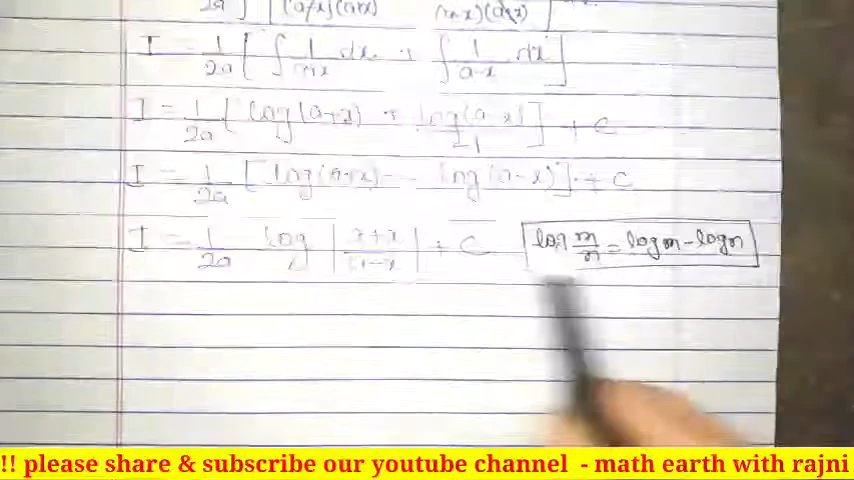 I = 1/2a [ ∫ 1/a+x dx + ∫ 1/a-x dx ]
I = 1/2a [ log(a+x) + log(a-x)/-1 ] + C
I = 1/2a [ log(a+x) - log(a-x) ] + C
I = 1/2a log | x+x/a-x | + C log m/n = log m - log n
!! please share & subscribe our youtube channel - math earth with rajni